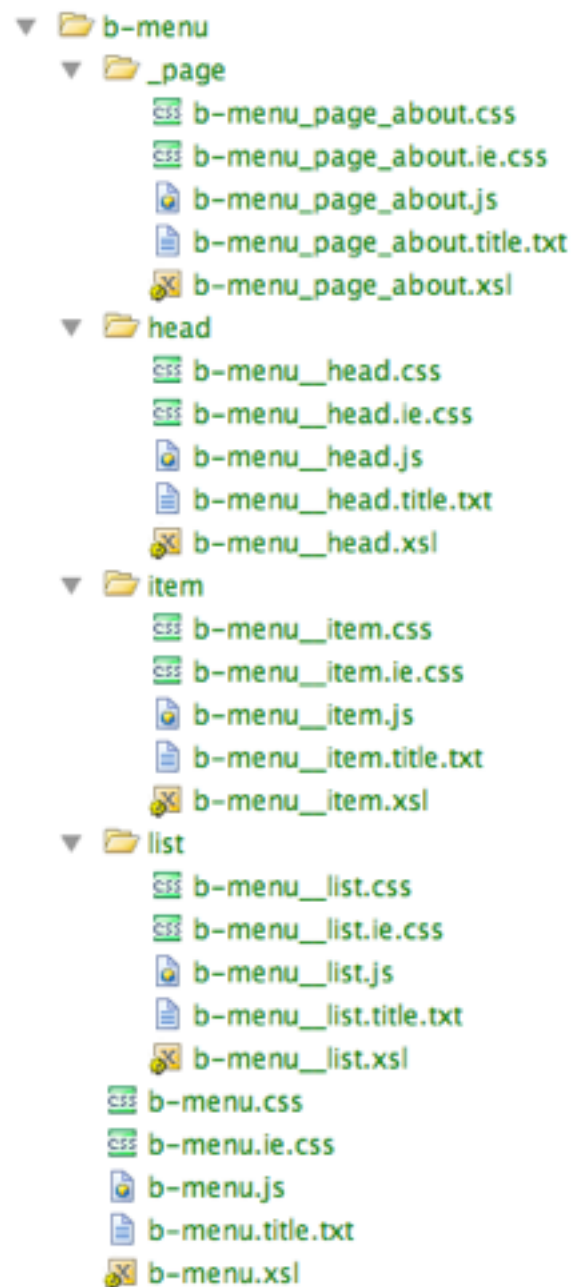 b-menu
_page
b-menu_page_about.css
b-menu_page_about.ie.css
b-menu_page_about.js
b-menu_page_about.title.txt
b-menu_page_about.xsl
head
b-menu__head.css
b-menu__head.ie.css
b-menu__head.js
b-menu__head.title.txt
b-menu__head.xsl
item
b-menu__item.css
b-menu__item.ie.css
b-menu__item.js
b-menu__item.title.txt
b-menu__item.xsl
list
b-menu__list.css
b-menu__list.ie.css
b-menu__list.js
b-menu__list.title.txt
b-menu__list.xsl
b-menu.css
b-menu.ie.css
b-menu.js
b-menu.title.txt
b-menu.xsl